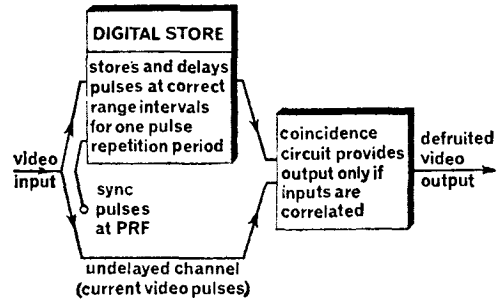 DIGITAL STORE
store's and delays
pulses at correct
range intervals
for one pulse
repetition period
video
input
sync
pulses
at PRF
undelayed channel
(current video pulses)
coincidence
circuit provides
output only if
inputs are
correlated
defruited
video
output